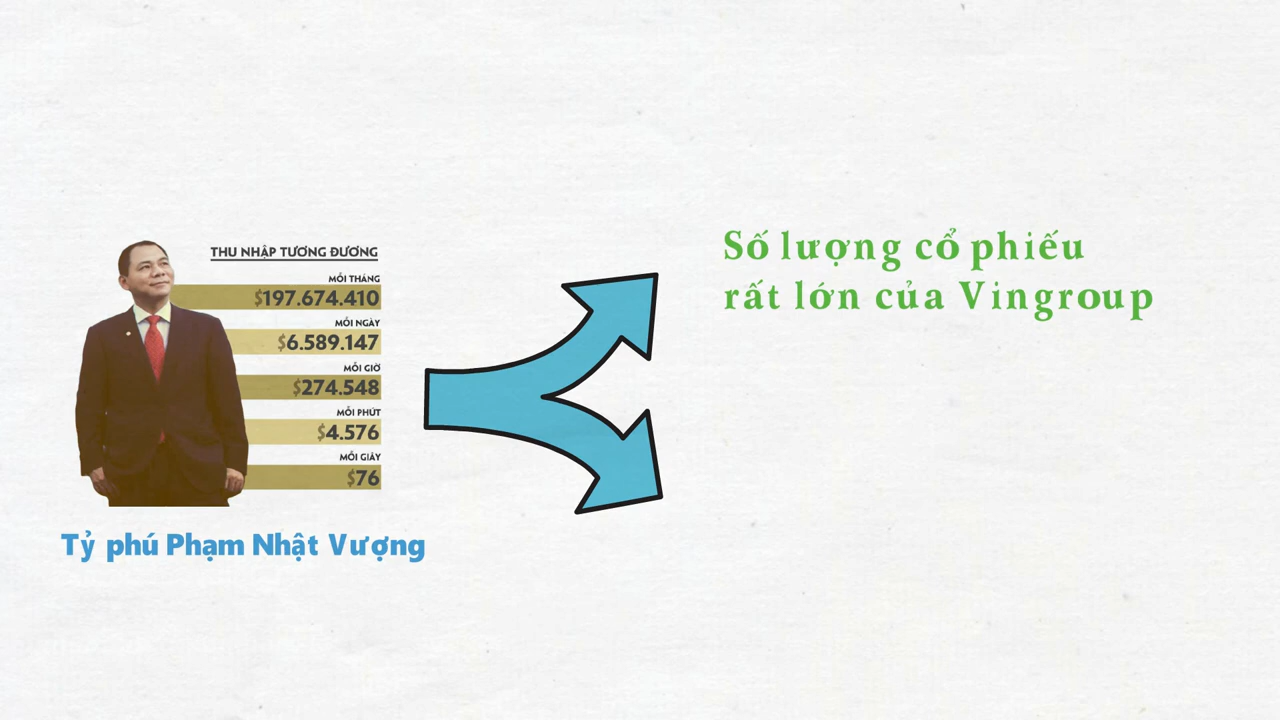 THU NHẬP TƯƠNG ĐƯƠNG
MỖI THÁNG
$197.674.410
MỖI NGÀY
$6.589.147
MỖI GIỜ
$274.548
MỖI PHÚT
$4.576
MỖI GIÂY
$76
Tỷ phú Phạm Nhật Vượng
Số lượng cổ phiếu
rất lớn của Vingroup